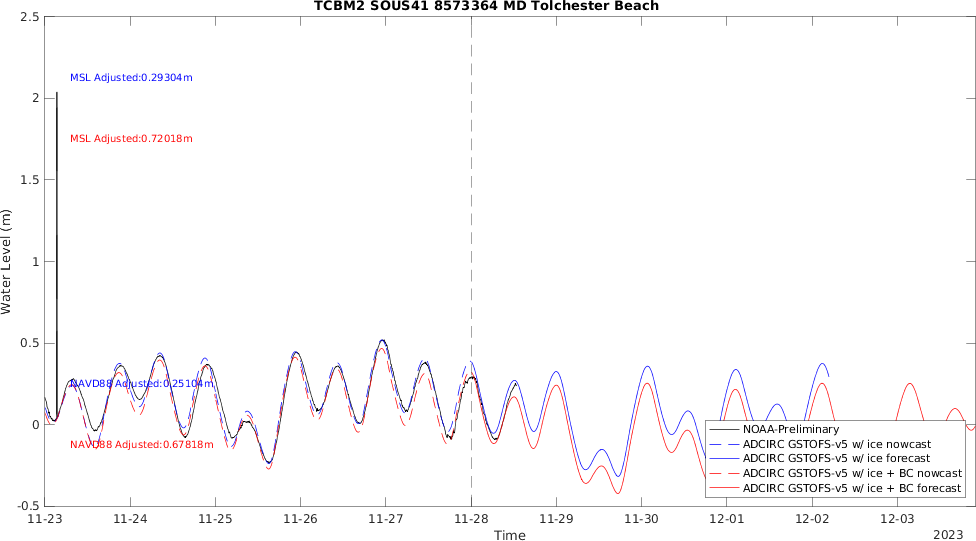 TCBM2 SOUS41 8573364 MD Tolchester Beach
2.5
2
1.5
1
0.5
0
-0.5
Water Level (m)
MSL Adjusted:0.29304m
MSL Adjusted:0.72018m
NAVD88 Adjusted:0.25104m
NAVD88 Adjusted:0.67818m
NOAA-Preliminary
ADCIRC GSTOFS-v5 w/ ice nowcast
ADCIRC GSTOFS-v5 w/ ice forecast
ADCIRC GSTOFS-v5 w/ ice + BC nowcast
ADCIRC GSTOFS-v5 w/ ice + BC forecast
11-23 11-24 11-25 11-26 11-27 11-28 11-29 11-30 12-01 12-02 12-03
Time
2023